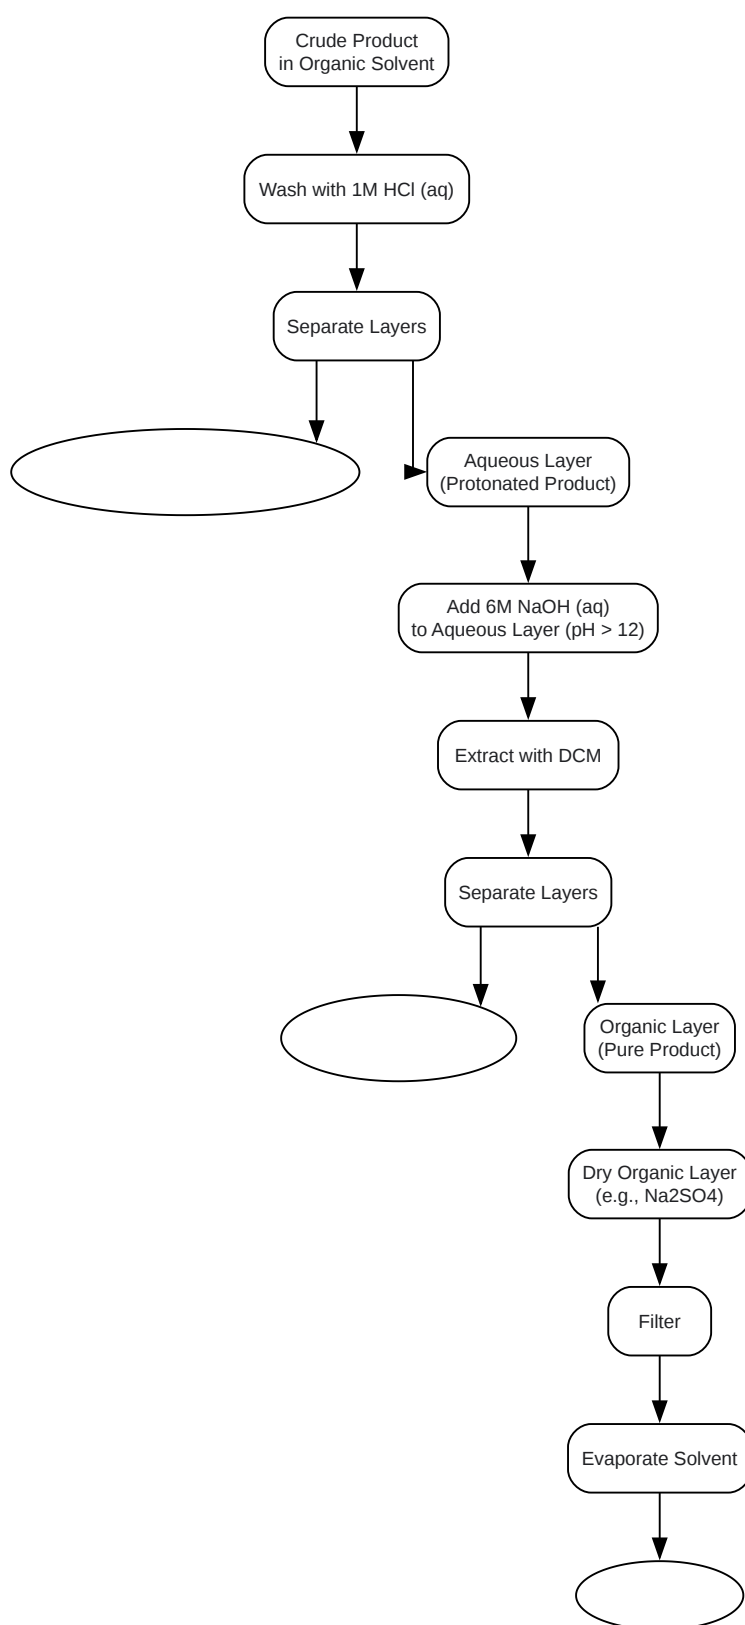 Crude Product
in Organic Solvent
Wash with 1M HCl (aq)
Separate Layers
Aqueous Layer
(Protonated Product)
Add 6M NaOH (aq)
to Aqueous Layer (pH > 12)
Extract with DCM
Separate Layers
Organic Layer
(Pure Product)
Dry Organic Layer
(e.g., Na2SO4)
Filter
Evaporate Solvent